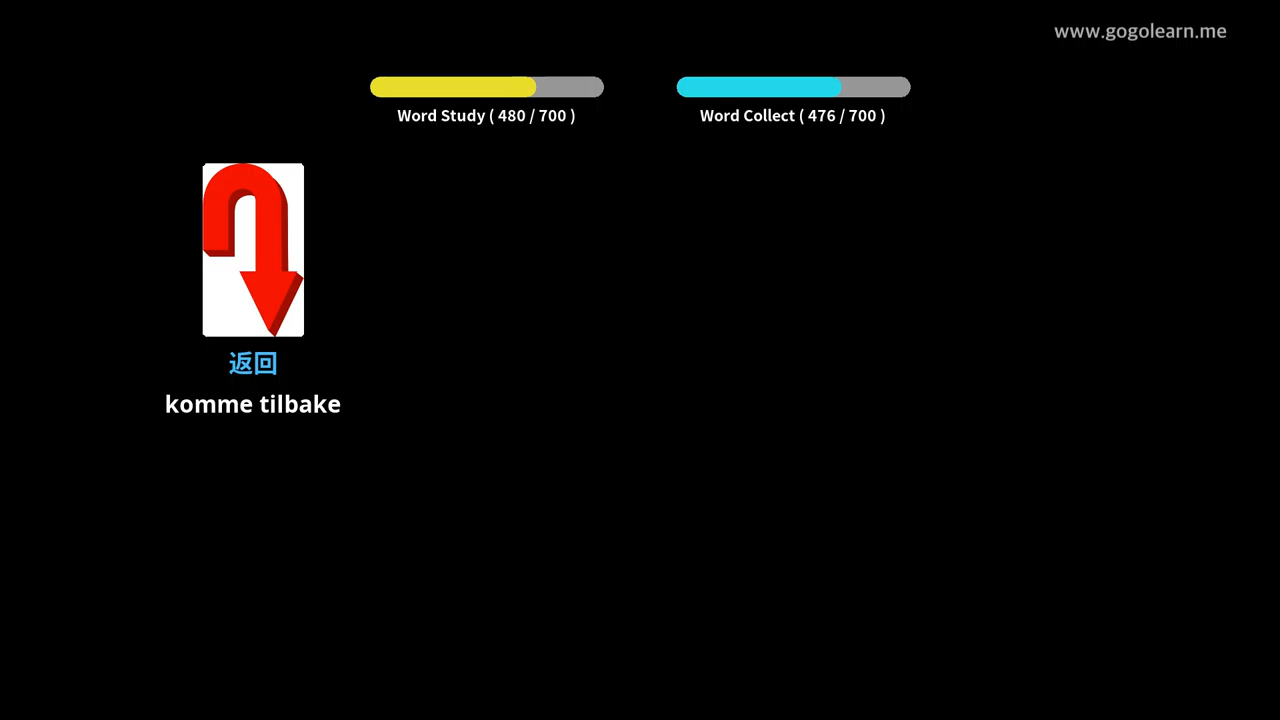 www.gogolearn.me
Word Study ( 480 / 700 )
Word Collect ( 476 / 700 )
返回
komme tilbake